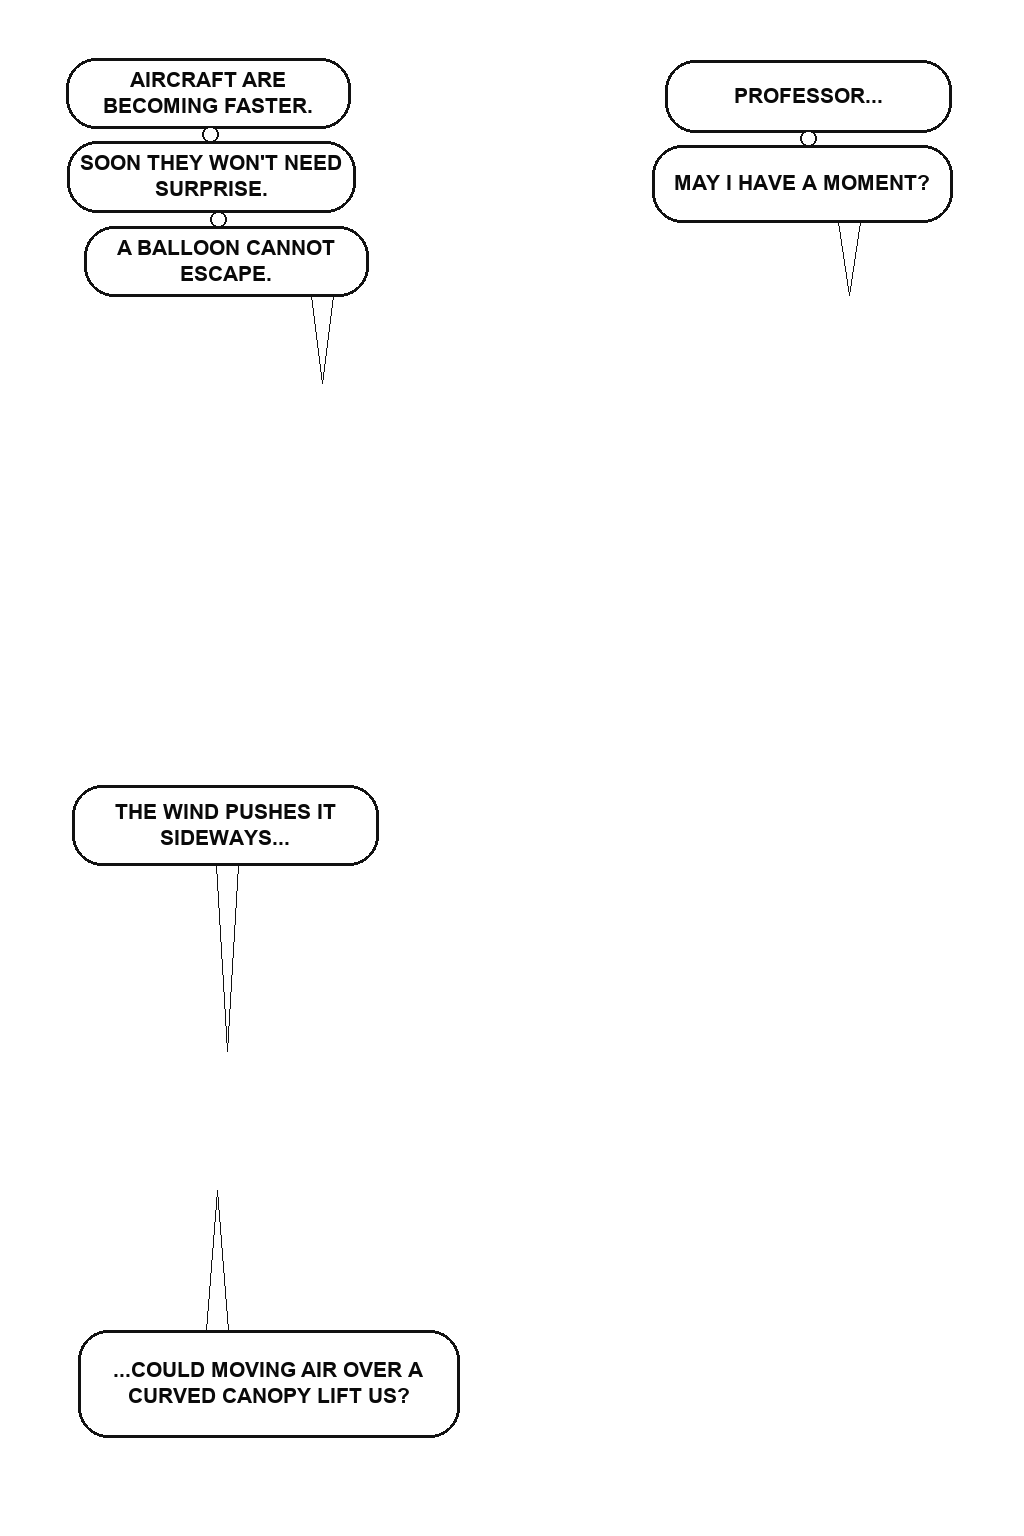 AIRCRAFT ARE
BECOMING FASTER.
SOON THEY WON'T NEED
SURPRISE.
A BALLOON CANNOT
ESCAPE.
PROFESSOR...
MAY I HAVE A MOMENT?
THE WIND PUSHES IT
SIDEWAYS...
...COULD MOVING AIR OVER A
CURVED CANOPY LIFT US?